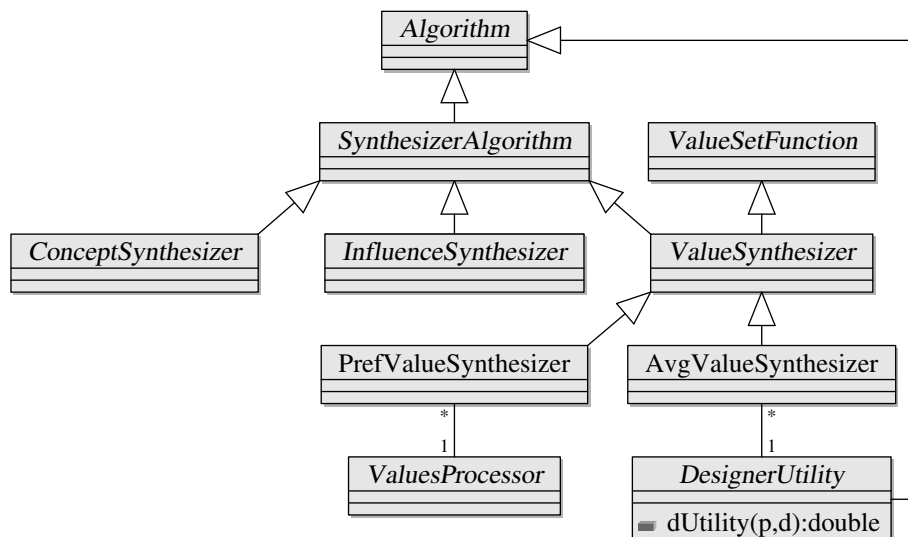 Algorithm
SynthesizerAlgorithm
ValueSetFunction
ConceptSynthesizer
InfluenceSynthesizer
ValueSynthesizer
PrefValueSynthesizer
AvgValueSynthesizer
*
*
1
1
ValuesProcessor
DesignerUtility
dUtility(p,d):double